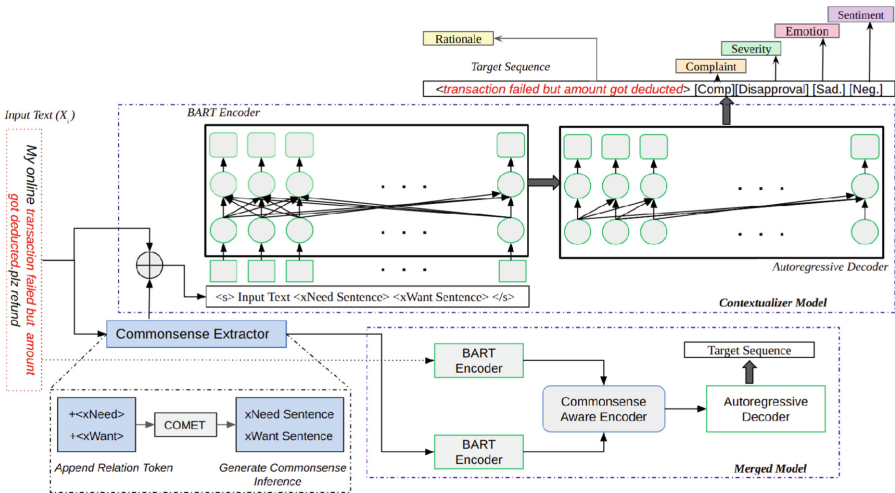 Sentiment
Emotion
Rationale
Severity
Target Sequence
Complaint
<transcription failed but amount got deducted> [Comp][Disapproval] [Sad.] [Neg.]
Input Text (Xi)
BART Encoder
My online transaction failed but amount
got deducted plz refund
. . .
. . .
. . .
. . .
. . .
. . .
Autoregressive Decoder
<s> Input Text <xNeed Sentence> <xWant Sentence> </s>
Contextualizer Model
Commonsense Extractor
BART
Encoder
Target Sequence
+<xNeed>
+<xWant>
COMET
xNeed Sentence
xWant Sentence
Append Relation Token
Generate Commonsense
Inference
Commonsense
Aware Encoder
Autoregressive
Decoder
BART
Encoder
Merged Model